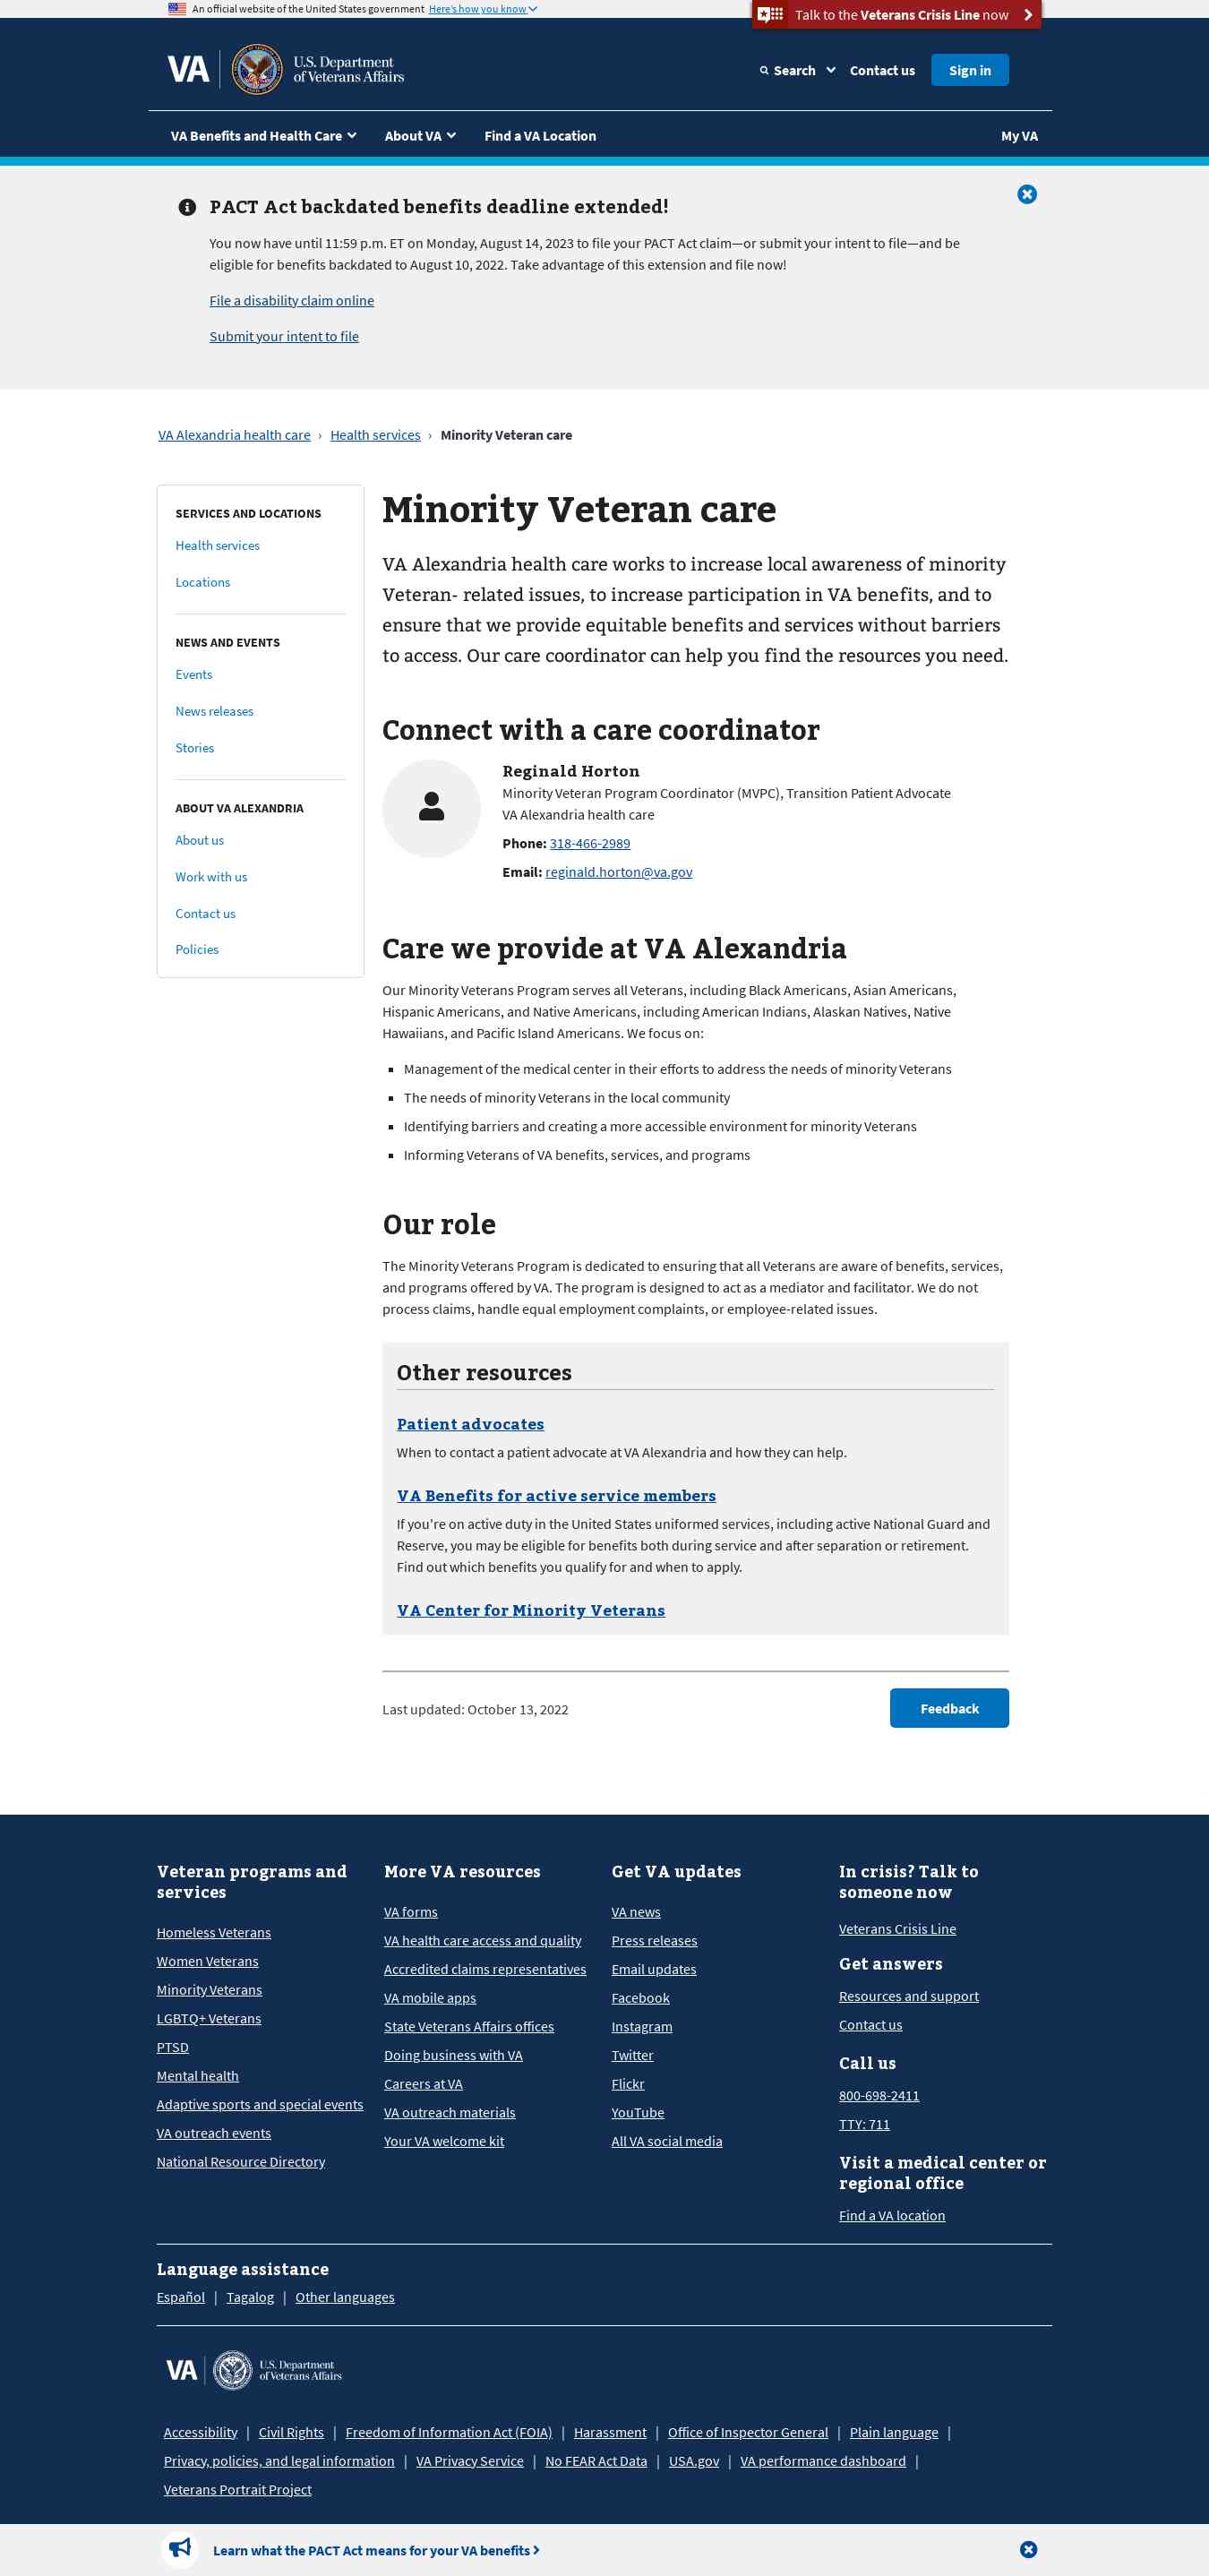 An official website of the United States government Here's how you know
Talk to the Veterans Crisis Line now
VA U.S. Department of Veterans Affairs
Search
Contact us
Sign in
VA Benefits and Health Care
About VA
Find a VA Location
My VA
PACT Act backdated benefits deadline extended!
You now have until 11:59 p.m. ET on Monday, August 14, 2023 to file your PACT Act claim—or submit your intent to file—and be
eligible for benefits backdated to August 10, 2022. Take advantage of this extension and file now!
File a disability claim online
Submit your intent to file
VA Alexandria health care › Health services › Minority Veteran care
SERVICES AND LOCATIONS
Health services
Locations
NEWS AND EVENTS
Events
News releases
Stories
ABOUT VA ALEXANDRIA
About us
Work with us
Contact us
Policies
Minority Veteran care
VA Alexandria health care works to increase local awareness of minority
Veteran- related issues, to increase participation in VA benefits, and to
ensure that we provide equitable benefits and services without barriers
to access. Our care coordinator can help you find the resources you need.
Connect with a care coordinator
Reginald Horton
Minority Veteran Program Coordinator (MVPC), Transition Patient Advocate
VA Alexandria health care
Phone: 318-466-2989
Email: reginald.horton@va.gov
Care we provide at VA Alexandria
Our Minority Veterans Program serves all Veterans, including Black Americans, Asian Americans,
Hispanic Americans, and Native Americans, including American Indians, Alaskan Natives, Native
Hawaiians, and Pacific Island Americans. We focus on:
Management of the medical center in their efforts to address the needs of minority Veterans
The needs of minority Veterans in the local community
Identifying barriers and creating a more accessible environment for minority Veterans
Informing Veterans of VA benefits, services, and programs
Our role
The Minority Veterans Program is dedicated to ensuring that all Veterans are aware of benefits, services,
and programs offered by VA. The program is designed to act as a mediator and facilitator. We do not
process claims, handle equal employment complaints, or employee-related issues.
Other resources
Patient advocates
When to contact a patient advocate at VA Alexandria and how they can help.
VA Benefits for active service members
If you're on active duty in the United States uniformed services, including active National Guard and
Reserve, you may be eligible for benefits both during service and after separation or retirement.
Find out which benefits you qualify for and when to apply.
VA Center for Minority Veterans
Last updated: October 13, 2022
Feedback
Veteran programs and
services
Homeless Veterans
Women Veterans
Minority Veterans
LGBTQ+ Veterans
PTSD
Mental health
Adaptive sports and special events
VA outreach events
National Resource Directory
More VA resources
VA forms
VA health care access and quality
Accredited claims representatives
VA mobile apps
State Veterans Affairs offices
Doing business with VA
Careers at VA
VA outreach materials
Your VA welcome kit
Get VA updates
VA news
Press releases
Email updates
Facebook
Instagram
Twitter
Flickr
YouTube
All VA social media
In crisis? Talk to
someone now
Veterans Crisis Line
Get answers
Resources and support
Contact us
Call us
800-698-2411
TTY: 711
Visit a medical center or
regional office
Find a VA location
Language assistance
Español | Tagalog | Other languages
VA U.S. Department of Veterans Affairs
Accessibility | Civil Rights | Freedom of Information Act (FOIA) | Harassment | Office of Inspector General | Plain language |
Privacy, policies, and legal information | VA Privacy Service | No FEAR Act Data | USA.gov | VA performance dashboard |
Veterans Portrait Project
Learn what the PACT Act means for your VA benefits